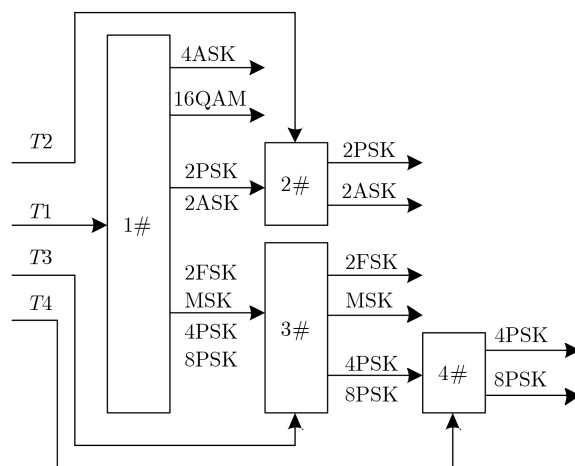 4ASK
16QAM
T2
2PSK
2PSK
2ASK
2#
2ASK
T1
1#
T3
2FSK
2FSK
MSK
MSK
T4
4PSK
3#
8PSK
4PSK
8PSK
4#
4PSK
8PSK